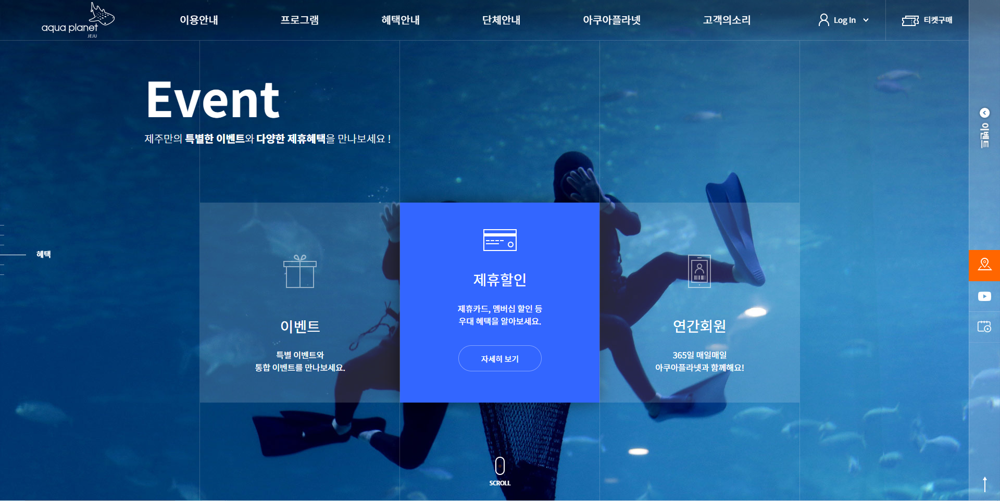 aqua planet
JEJU
이용안내
프로그램
혜택안내
단체안내
아쿠아플라넷
고객의소리
Log In
티켓구매
Event
제주만의 특별한 이벤트와 다양한 제휴혜택을 만나보세요 !
이벤트
혜택
이벤트
특별 이벤트와
통합 이벤트를 만나보세요.
제휴할인
제휴카드, 멤버십 할인 등
우대 혜택을 알아보세요.
자세히 보기
연간회원
365일 매일매일
아쿠아플라넷과 함께해요!
SCROLL